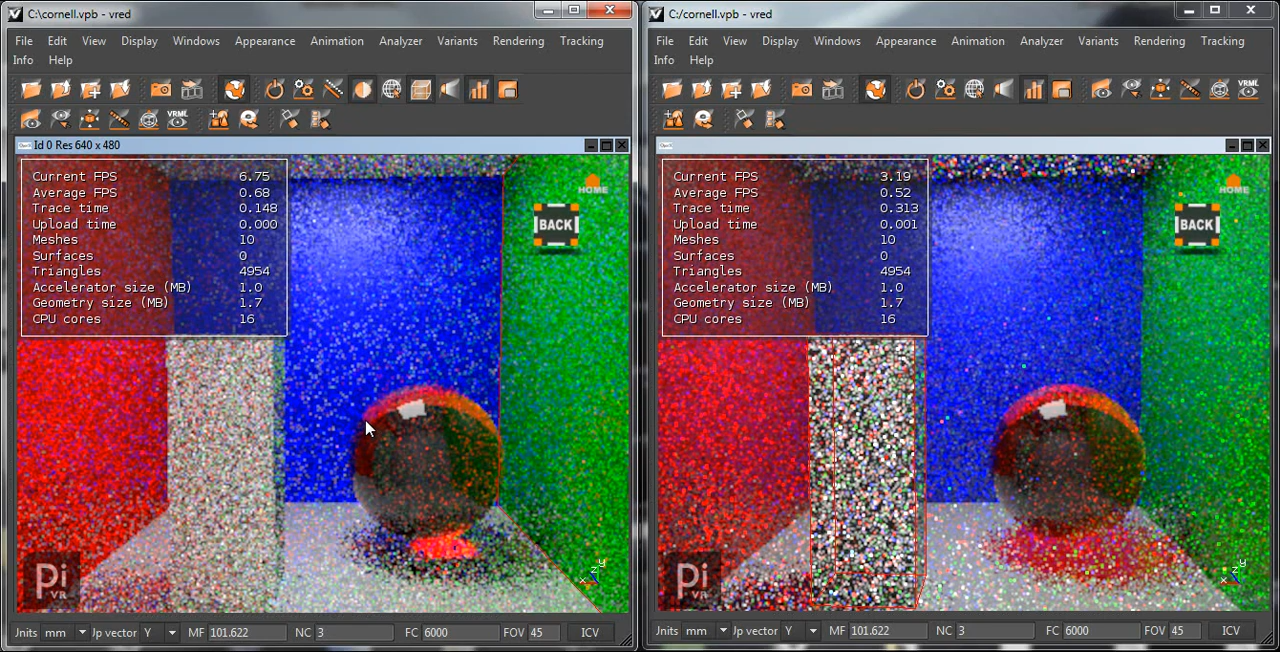 C:\cornell.vpb - vred
File Edit View Display Windows Appearance Animation Analyzer Variants Rendering Tracking
Info Help
VRML
Id 0 Res 640 x 480
Current FPS 6.75
Average FPS 0.68
Trace time 0.148
Upload time 0.000
Meshes 10
Surfaces 0
Triangles 4954
Accelerator size (MB) 1.0
Geometry size (MB) 1.7
CPU cores 16
HOME
BACK
pi
VR
x z y
Jnits mm Jp vector Y MF 101.622 NC 3 FC 6000 FOV 45 ICV
C:/cornell.vpb - vred
File Edit View Display Windows Appearance Animation Analyzer Variants Rendering Tracking
Info Help
VRML
Current FPS 3.19
Average FPS 0.52
Trace time 0.313
Upload time 0.001
Meshes 10
Surfaces 0
Triangles 4954
Accelerator size (MB) 1.0
Geometry size (MB) 1.7
CPU cores 16
HOME
BACK
pi
VR
x z y
Jnits mm Jp vector Y MF 101.622 NC 3 FC 6000 FOV 45 ICV